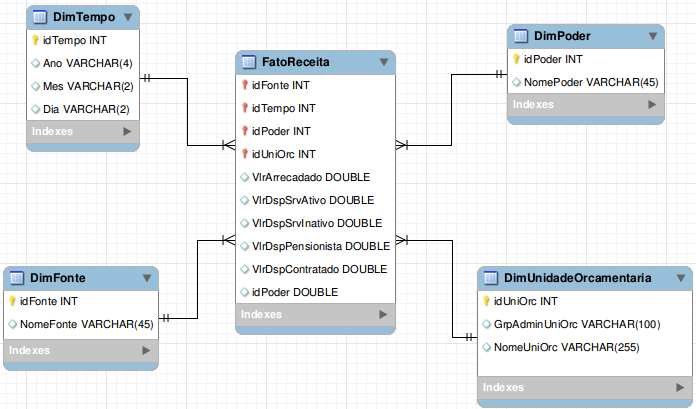 DimTempo
idTempo INT
Ano VARCHAR(4)
Mes VARCHAR(2)
Dia VARCHAR(2)
Indexes
FatoReceita
idFonte INT
idTempo INT
idPoder INT
idUniOrc INT
VlrArrecadado DOUBLE
VlrDspSrvAtivo DOUBLE
VlrDspSrvInativo DOUBLE
VlrDspPensionista DOUBLE
VlrDspContratado DOUBLE
idPoder DOUBLE
Indexes
DimPoder
idPoder INT
NomePoder VARCHAR(45)
Indexes
DimFonte
idFonte INT
NomeFonte VARCHAR(45)
Indexes
DimUnidadeOrcamentaria
idUniOrc INT
GrpAdminUniOrc VARCHAR(100)
NomeUniOrc VARCHAR(255)
Indexes